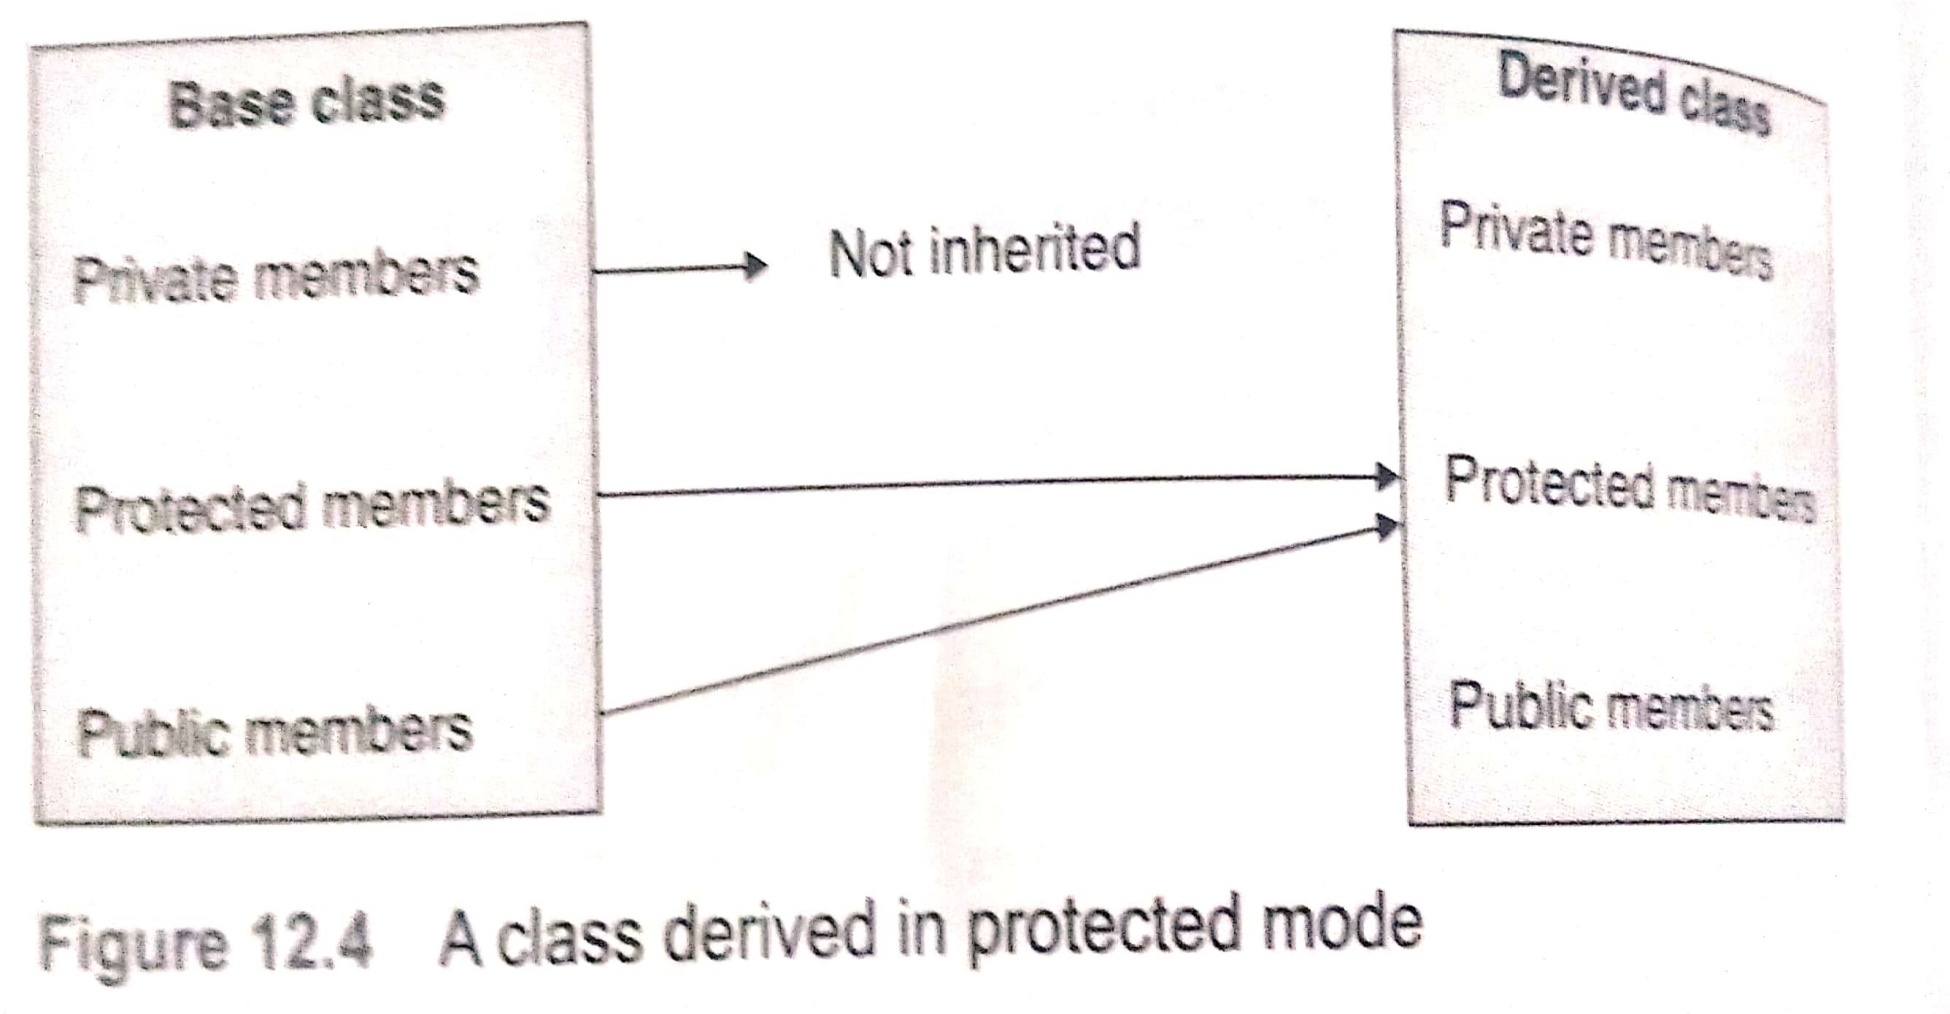 Base class
Private members
Protected members
Public members
Not inherited
Derived class
Private members
Protected members
Public members
Figure 12.4 A class derived in protected mode